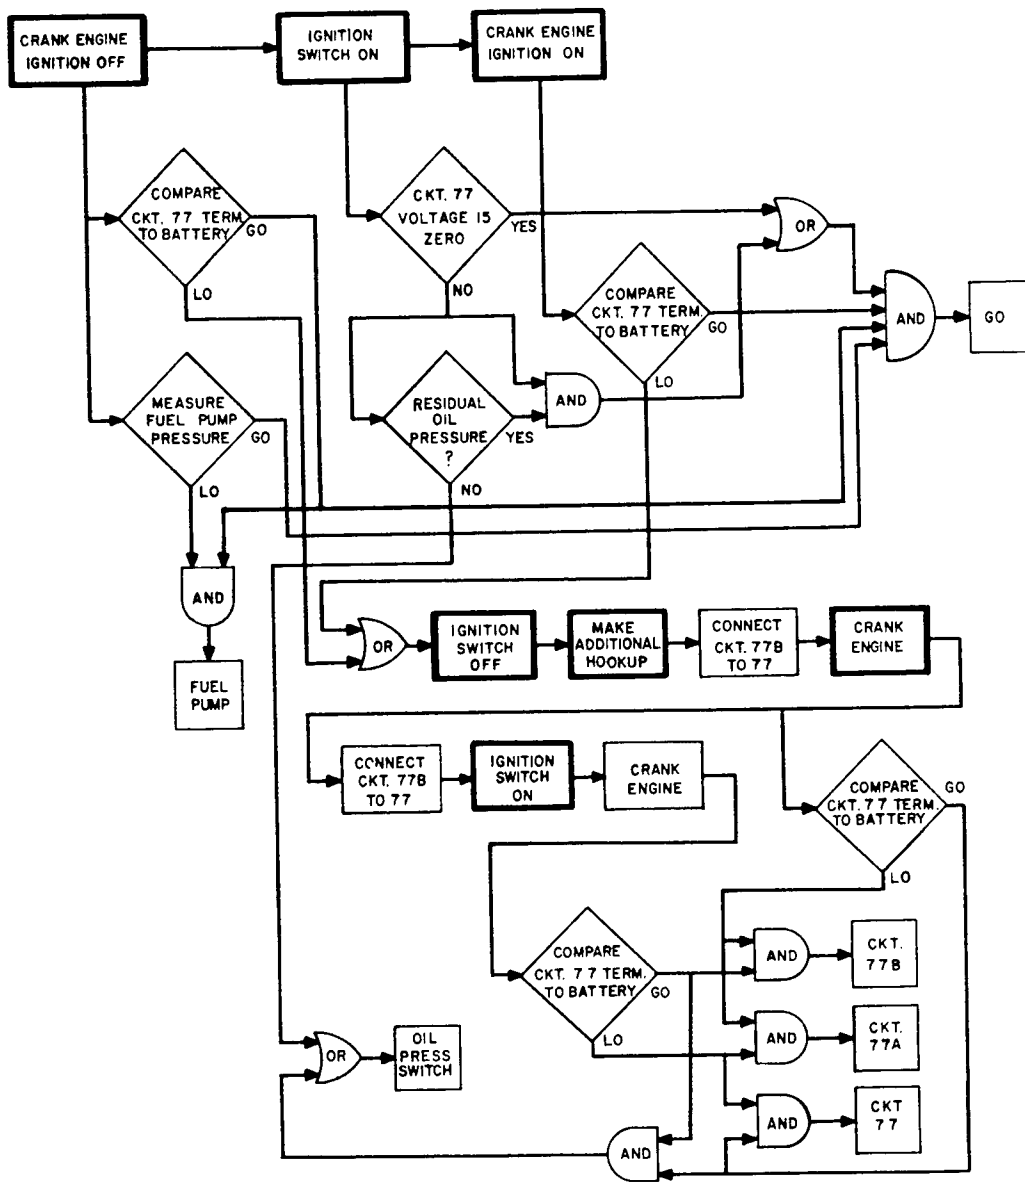 CRANK ENGINE
IGNITION OFF
IGNITION
SWITCH ON
CRANK ENGINE
IGNITION ON
COMPARE
CKT. 77 TERM.
TO BATTERY
GO
LO
CKT. 77
VOLTAGE IS
ZERO
YES
NO
OR
COMPARE
CKT. 77 TERM.
TO BATTERY
GO
LO
AND
GO
MEASURE
FUEL PUMP
PRESSURE
GO
LO
RESIDUAL
OIL
PRESSURE
?
YES
NO
AND
AND
FUEL
PUMP
OR
IGNITION
SWITCH
OFF
MAKE
ADDITIONAL
HOOKUP
CONNECT
CKT. 77B
TO 77
CRANK
ENGINE
CONNECT
CKT. 77B
TO 77
IGNITION
SWITCH
ON
CRANK
ENGINE
COMPARE
CKT. 77 TERM.
TO BATTERY
GO
LO
COMPARE
CKT. 77 TERM.
TO BATTERY
GO
LO
AND
CKT.
77B
AND
CKT.
77A
AND
CKT
77
OR
OIL
PRESS
SWITCH
AND